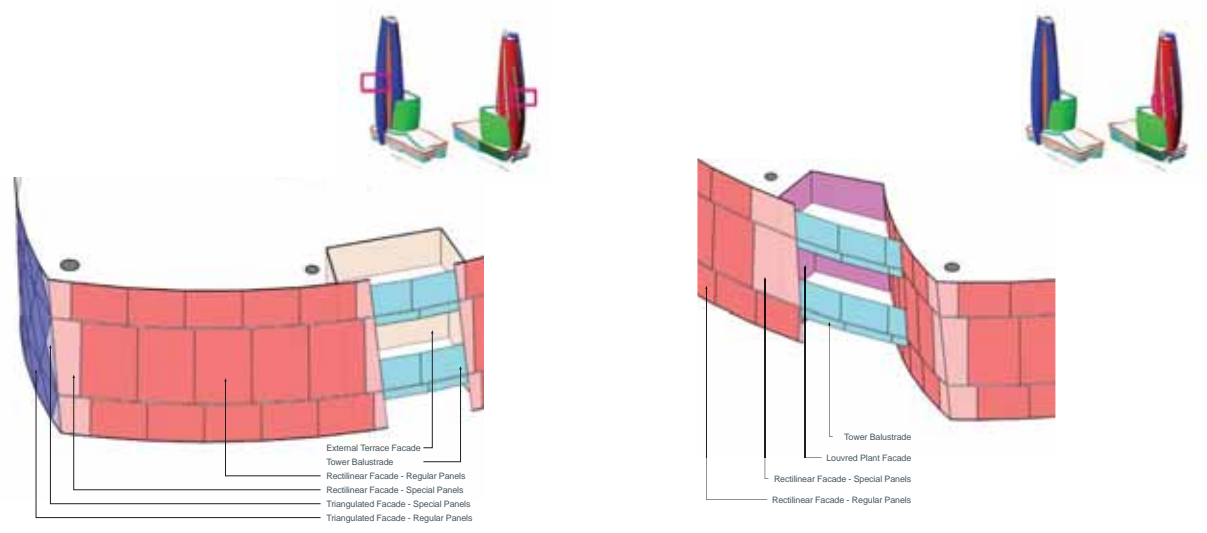 External Terrace Facade
Tower Balustrade
Rectilinear Facade - Regular Panels
Rectilinear Facade - Special Panels
Triangulated Facade - Special Panels
Triangulated Facade - Regular Panels
Tower Balustrade
Louvred Plant Facade
Rectilinear Facade - Special Panels
Rectilinear Facade - Regular Panels